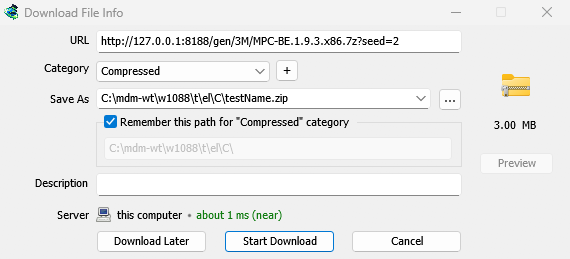 Download File Info
URL http://127.0.0.1:8188/gen/3M/MPC-BE.1.9.3.x86.7z?seed=2
Category Compressed +
Save As C:\mdm-wt\w1088\t\el\C\testName.zip ...
Remember this path for "Compressed" category
C:\mdm-wt\w1088\t\el\C\
3.00 MB
Preview
Description
Server this computer • about 1 ms (near)
Download Later Start Download Cancel